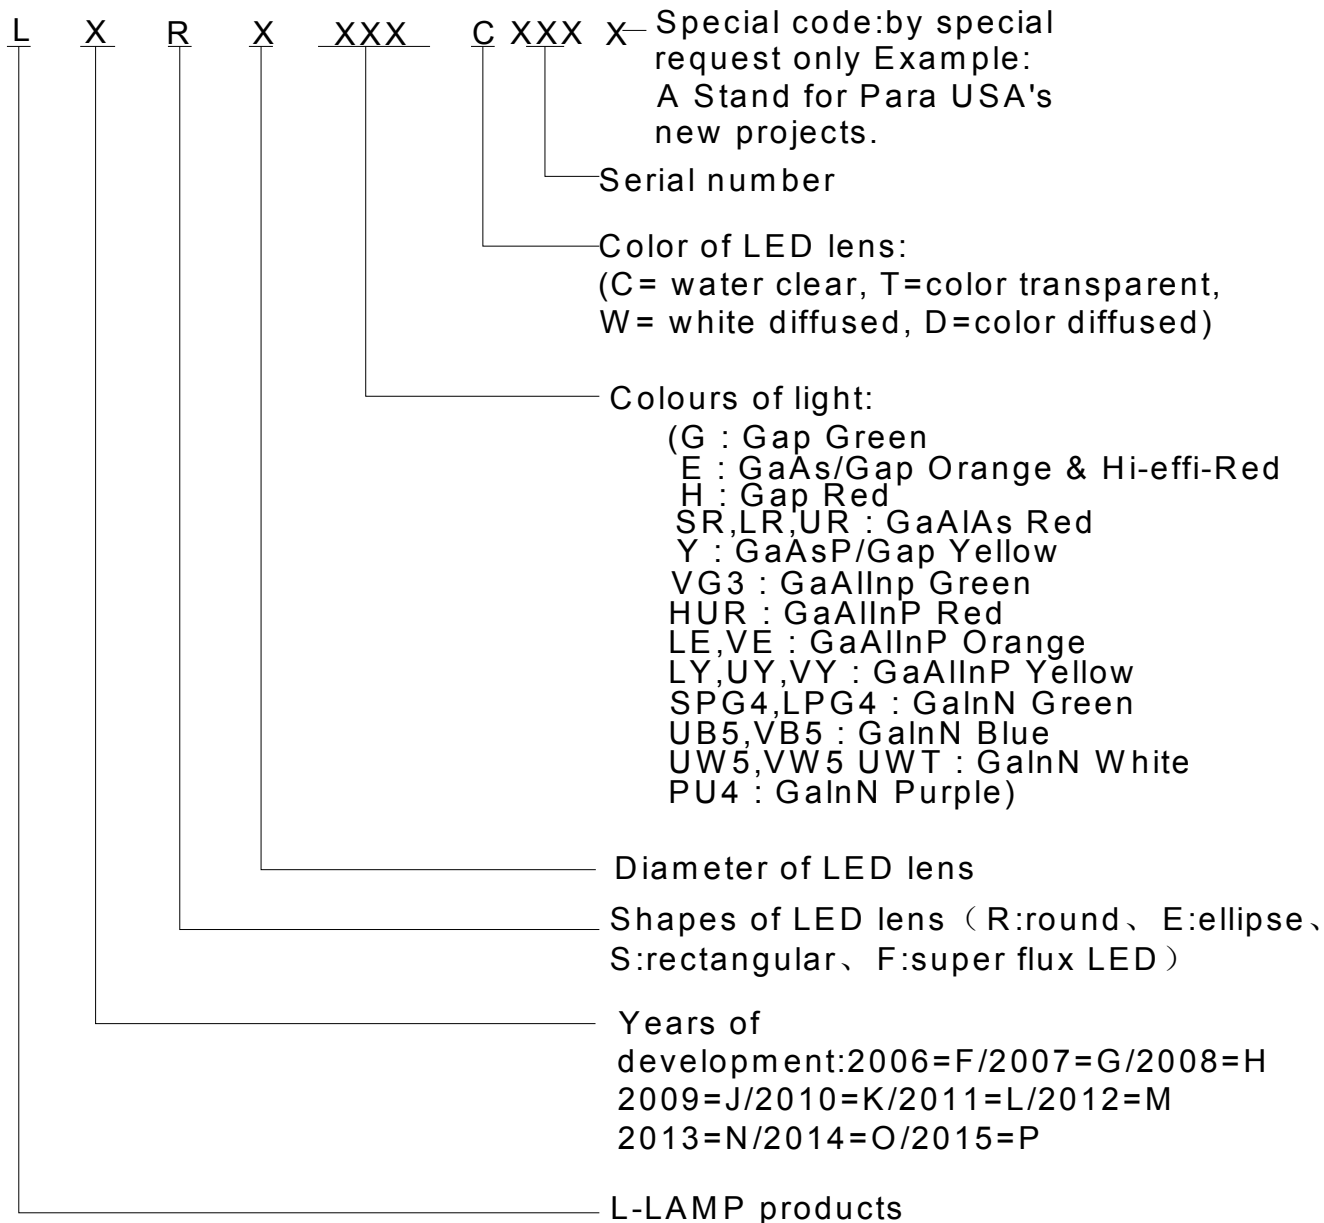 L X R X XXX C XXX X Special code:by special
request only Example:
A Stand for Para USA's
new projects.
Serial number
Color of LED lens:
(C= water clear, T=color transparent,
W= white diffused, D=color diffused)
Colours of light:
(G : Gap Green
E : GaAs/Gap Orange & Hi-effi-Red
H : Gap Red
SR,LR,UR : GaAlAs Red
Y : GaAsP/Gap Yellow
VG3 : GaAlInp Green
HUR : GaAlInP Red
LE,VE : GaAlInP Orange
LY,UY,VY : GaAlInP Yellow
SPG4,LPG4 : GaInN Green
UB5,VB5 : GaInN Blue
UW5,VW5 UWT : GaInN White
PU4 : GaInN Purple)
Diameter of LED lens
Shapes of LED lens（R:round、E:ellipse、
S:rectangular、F:super flux LED）
Years of
development:2006=F/2007=G/2008=H
2009=J/2010=K/2011=L/2012=M
2013=N/2014=O/2015=P
L-LAMP products